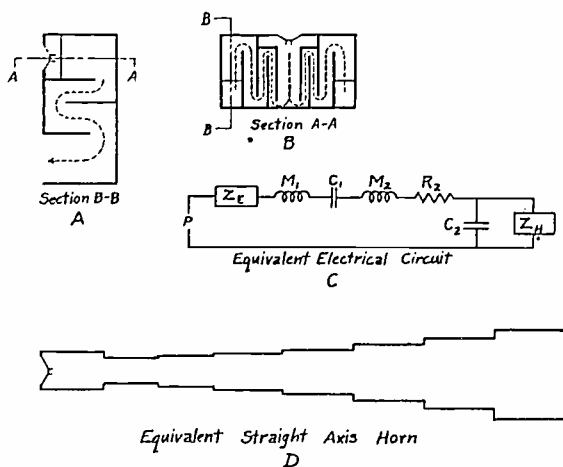 B
A
A
B
Section A-A
B
Section B-B
A
Z_E
M_1
C_1
M_2
R_2
P
C_2
Z_H
Equivalent Electrical Circuit
C
Equivalent Straight Axis Horn
D